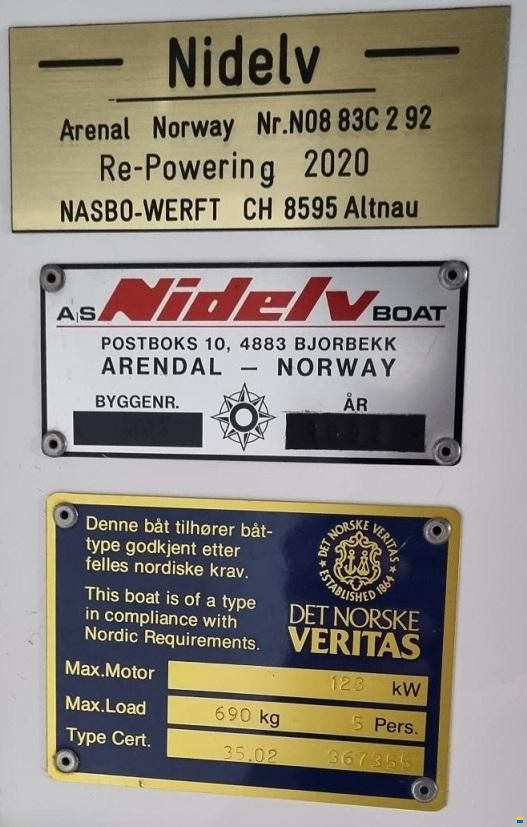 Nidelv
Arenal Norway Nr.N08 83C 2 92
Re-Powering 2020
NASBO-WERFT CH 8595 Altnau
A/S Nidelv BOAT
POSTBOKS 10, 4883 BJORBEKK
ARENDAL – NORWAY
BYGGENR. ÅR
Denne båt tilhører båt-
type godkjent etter
felles nordiske krav.
This boat is of a type
in compliance with
Nordic Requirements.
DET NORSKE VERITAS
ESTABLISHED 1864
DET NORSKE
VERITAS
Max.Motor 123 kW
Max.Load 690 kg 5 Pers.
Type Cert. 35.02 367355